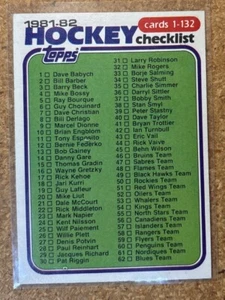 1981-82
HOCKEY
cards 1-132
checklist
topps
1 Dave Babych
2 Bill Barber
3 Barry Beck
4 Mike Bossy
5 Ray Bourque
6 Guy Chouinard
7 Dave Christian
8 Bill Derlago
9 Marcel Dionne
10 Brian Engblom
11 Tony Esposito
12 Bernie Federko
13 Bob Gainey
14 Danny Gare
15 Thomas Gradin
16 Wayne Gretzky
17 Rick Kehoe
18 Jari Kurri
19 Guy Lafleur
20 Mike Liut
21 Dale McCourt
22 Rick Middleton
23 Mark Napier
24 Kent Nilsson
25 Wilf Paiement
26 Willie Plett
27 Denis Potvin
28 Paul Reinhart
29 Jacques Richard
30 Pat Riggin
31 Larry Robinson
32 Mike Rogers
33 Borje Salming
34 Steve Shutt
35 Charlie Simmer
36 Darryl Sittler
37 Bobby Smith
38 Stan Smyl
39 Peter Stastny
40 Dave Taylor
41 Bryan Trottier
42 Ian Turnbull
43 Eric Vail
44 Rick Vaive
45 Behn Wilson
46 Bruins Team
47 Sabres Team
48 Flames Team
49 Black Hawks Team
50 Rockies Team
51 Red Wings Team
52 Oilers Team
53 Whalers Team
54 Kings Team
55 North Stars Team
56 Canadiens Team
57 Islanders Team
58 Rangers Team
59 Flyers Team
60 Penguins Team
61 Nordiques Team
62 Blues Team